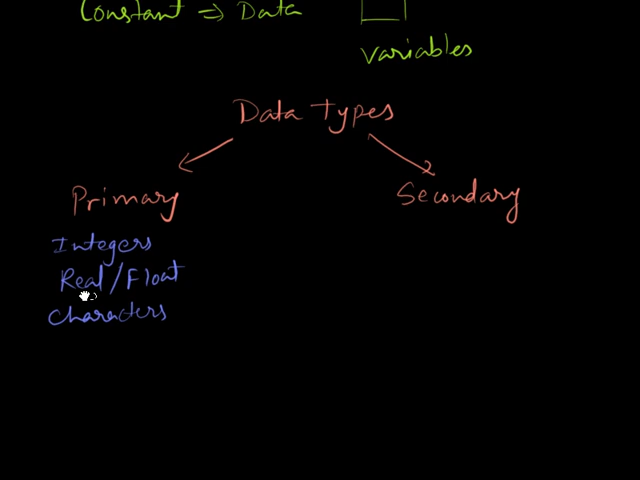 Constant ⇒ Data
variables
Data Types
Primary
Secondary
Integers
Real/Float
Characters